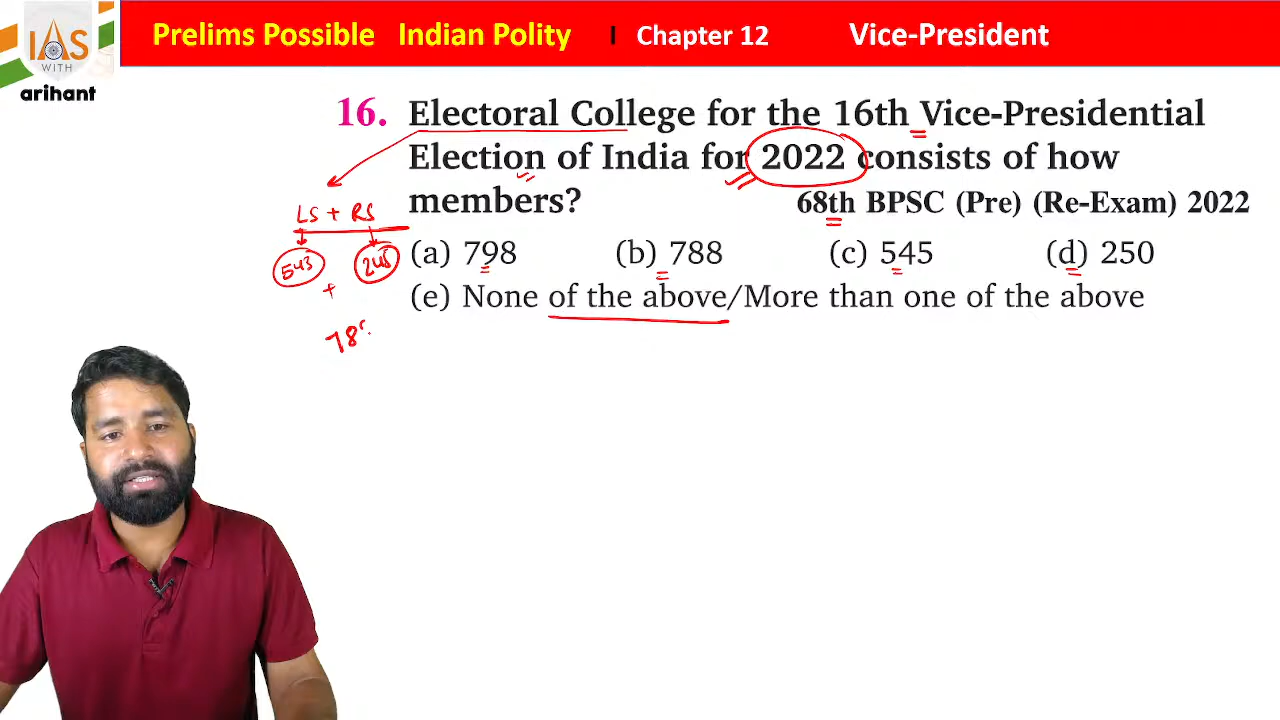 IAS
WITH
arihant
Prelims Possible Indian Polity | Chapter 12 Vice-President
16. Electoral College for the 16th Vice-Presidential
Election of India for 2022 consists of how
members? 68th BPSC (Pre) (Re-Exam) 2022
LS + RS
(a) 798 (b) 788 (c) 545 (d) 250
543 245
+
(e) None of the above/More than one of the above